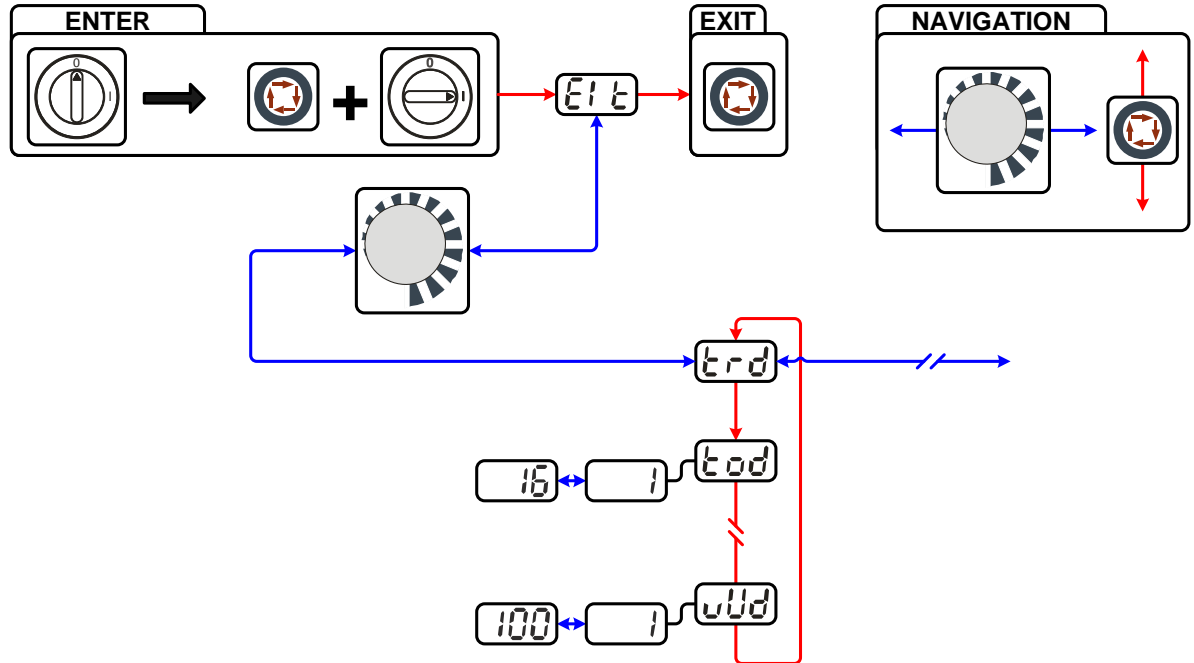 ENTER
EXIT
NAVIGATION
0
I
0
I
EIt
trd
tod
16
1
vUd
100
1